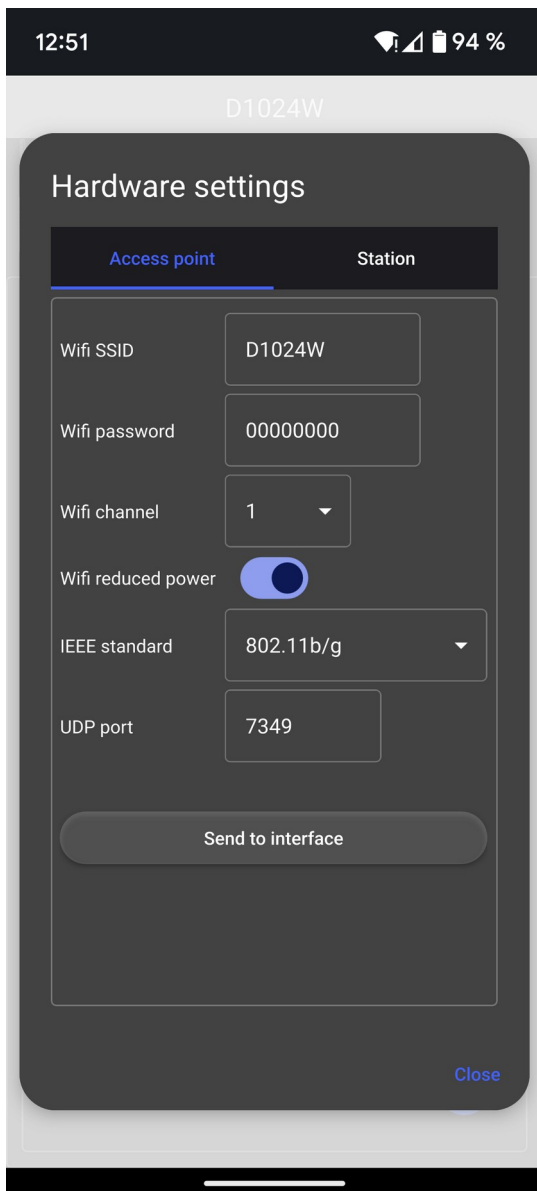 12:51
94 %
D1024W
Hardware settings
Access point
Station
Wifi SSID
D1024W
Wifi password
00000000
Wifi channel
1
Wifi reduced power
IEEE standard
802.11b/g
UDP port
7349
Send to interface
Close